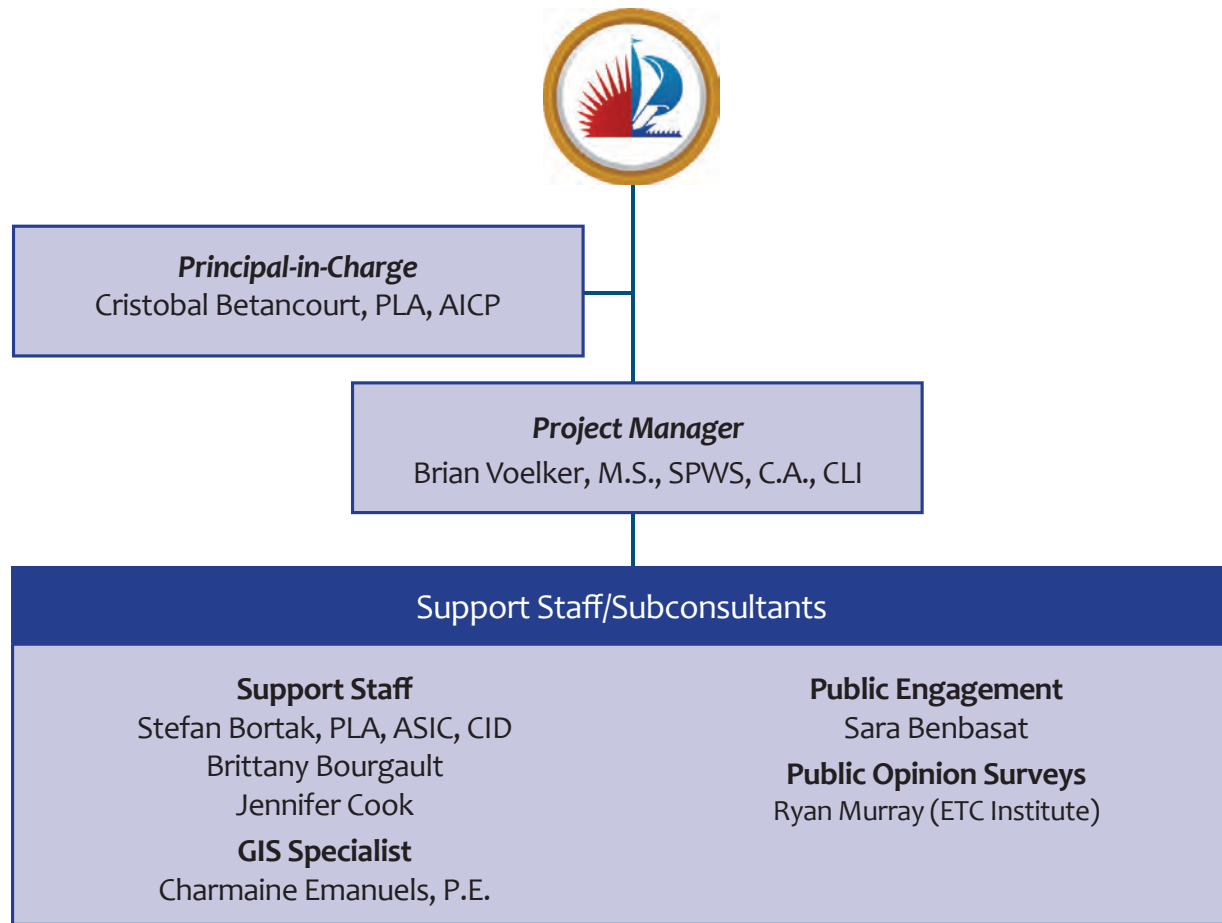 Principal-in-Charge
Cristobal Betancourt, PLA, AICP
Project Manager
Brian Voelker, M.S., SPWS, C.A., CLI
Support Staff/Subconsultants
Support Staff
Stefan Bortak, PLA, ASIC, CID
Brittany Bourgault
Jennifer Cook
GIS Specialist
Charmaine Emanuels, P.E.
Public Engagement
Sara Benbasat
Public Opinion Surveys
Ryan Murray (ETC Institute)